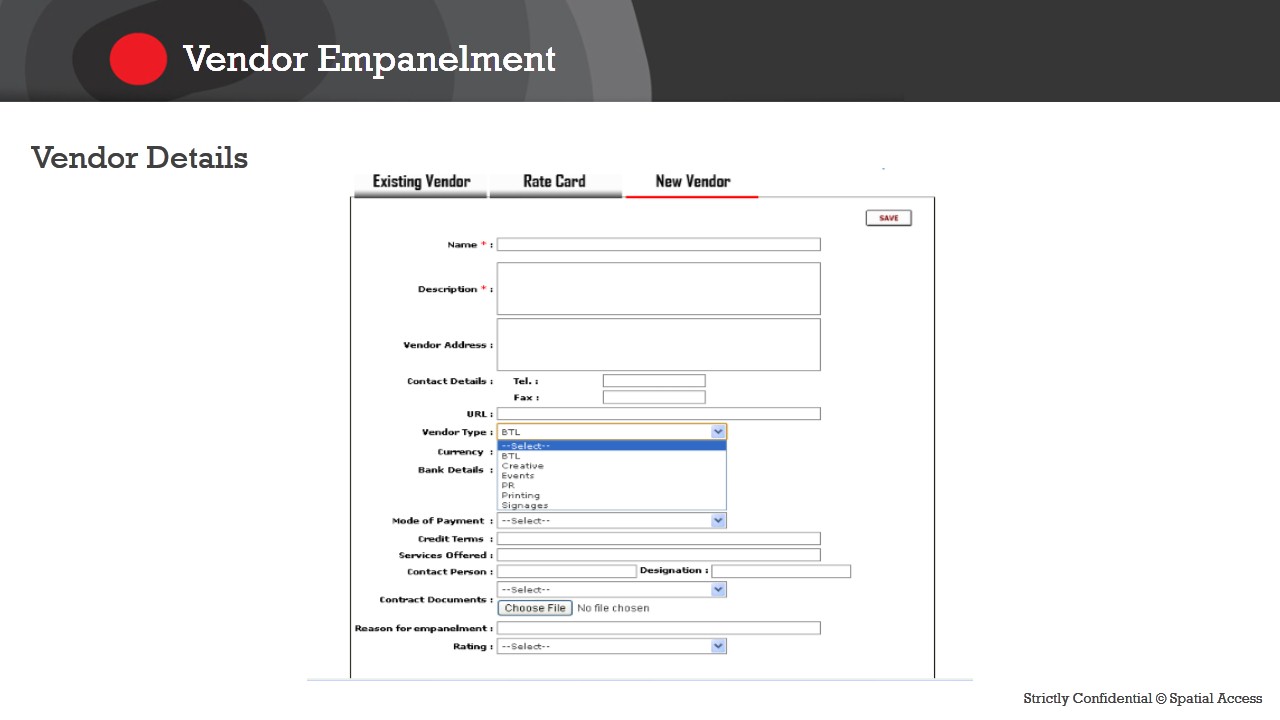 Vendor Empanelment
Vendor Details
Existing Vendor Rate Card New Vendor
SAVE
Name * :
Description * :
Vendor Address :
Contact Details : Tel. :
Fax :
URL :
Vendor Type : BTL
--Select--
Currency :
BTL
Creative
Bank Details :
Events
PR
Printing
Signages
Mode of Payment : --Select--
Credit Terms :
Services Offered :
Contact Person : Designation :
--Select--
Contract Documents :
Choose File No file chosen
Reason for empanelment :
Rating : --Select--
Strictly Confidential © Spatial Access